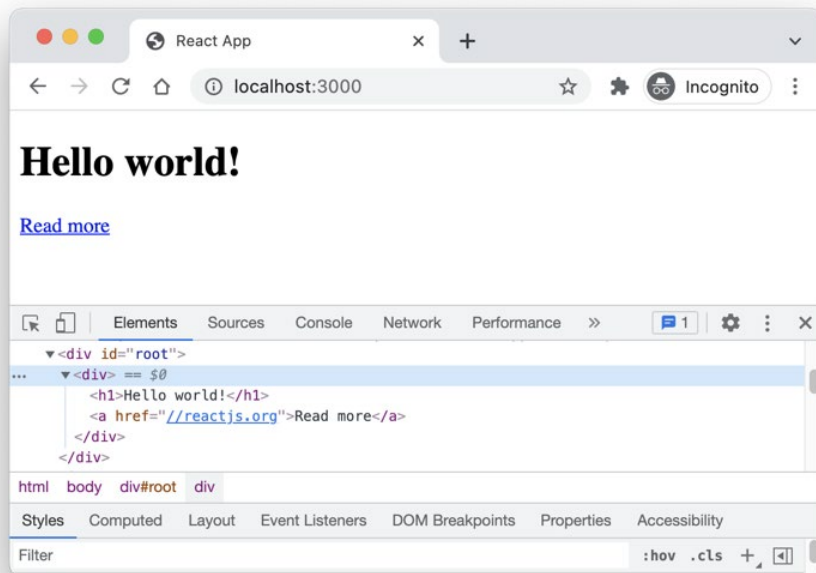 React App
localhost:3000 Incognito
Hello world!
Read more
Elements Sources Console Network Performance » 1
▼<div id="root">
... ▼<div> == $0
<h1>Hello world!</h1>
<a href="//reactjs.org">Read more</a>
</div>
</div>
html body div#root div
Styles Computed Layout Event Listeners DOM Breakpoints Properties Accessibility
Filter :hov .cls +